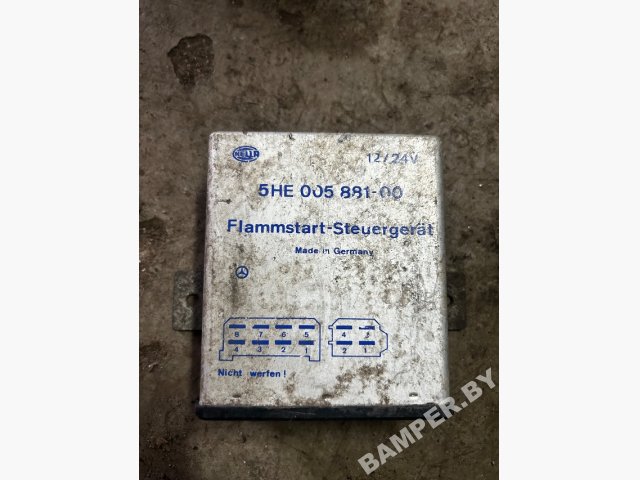 HELLA
12/24V
5HE 005 881-00
Flammstart-Steuergerät
Made in Germany
8 7 6 5
4 3 2 1
4
2 1
Nicht werfen!
BAMPER.BY